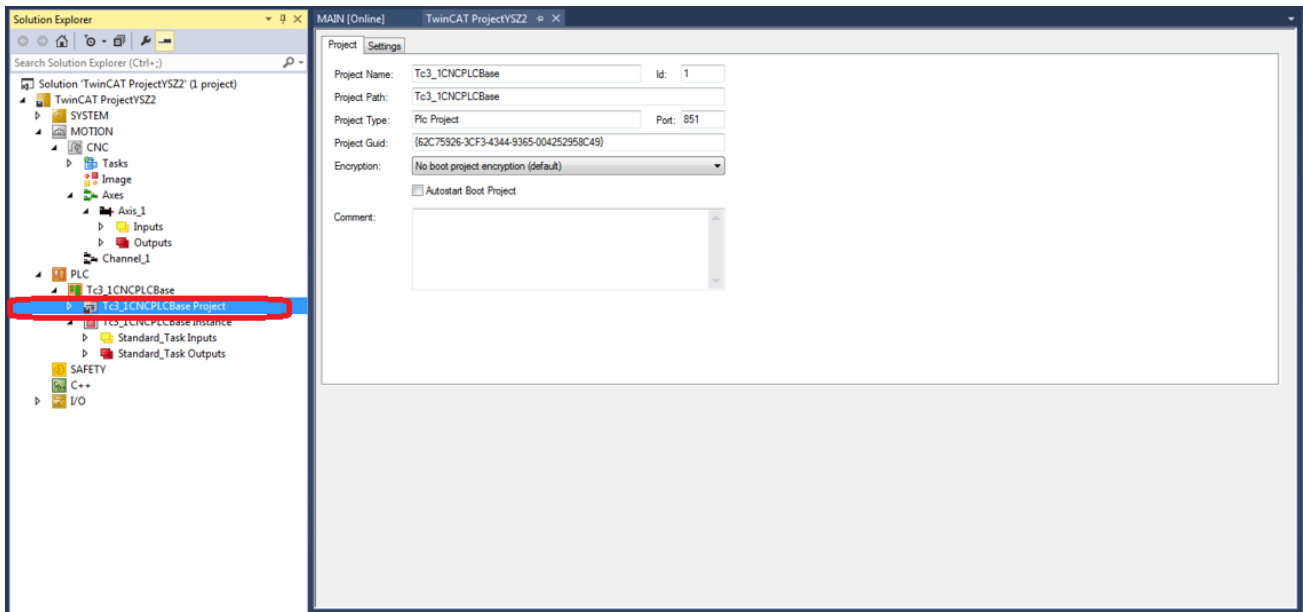 Solution Explorer
Search Solution Explorer (Ctrl+;)
Solution 'TwinCAT ProjectYSZ2' (1 project)
TwinCAT ProjectYSZ2
SYSTEM
MOTION
CNC
Tasks
Image
Axes
Axis_1
Inputs
Outputs
Channel_1
PLC
Tc3_1CNCPLCBase
Tc3_1CNCPLCBase Project
Tc3_1CNCPLCBase Instance
Standard_Task Inputs
Standard_Task Outputs
SAFETY
C++
I/O
MAIN [Online] TwinCAT ProjectYSZ2
Project Settings
Project Name: Tc3_1CNCPLCBase Id: 1
Project Path: Tc3_1CNCPLCBase
Project Type: Plc Project Port: 851
Project Guid: {62C75926-3CF3-4344-9365-004252958C49}
Encryption: No boot project encryption (default)
Autostart Boot Project
Comment: